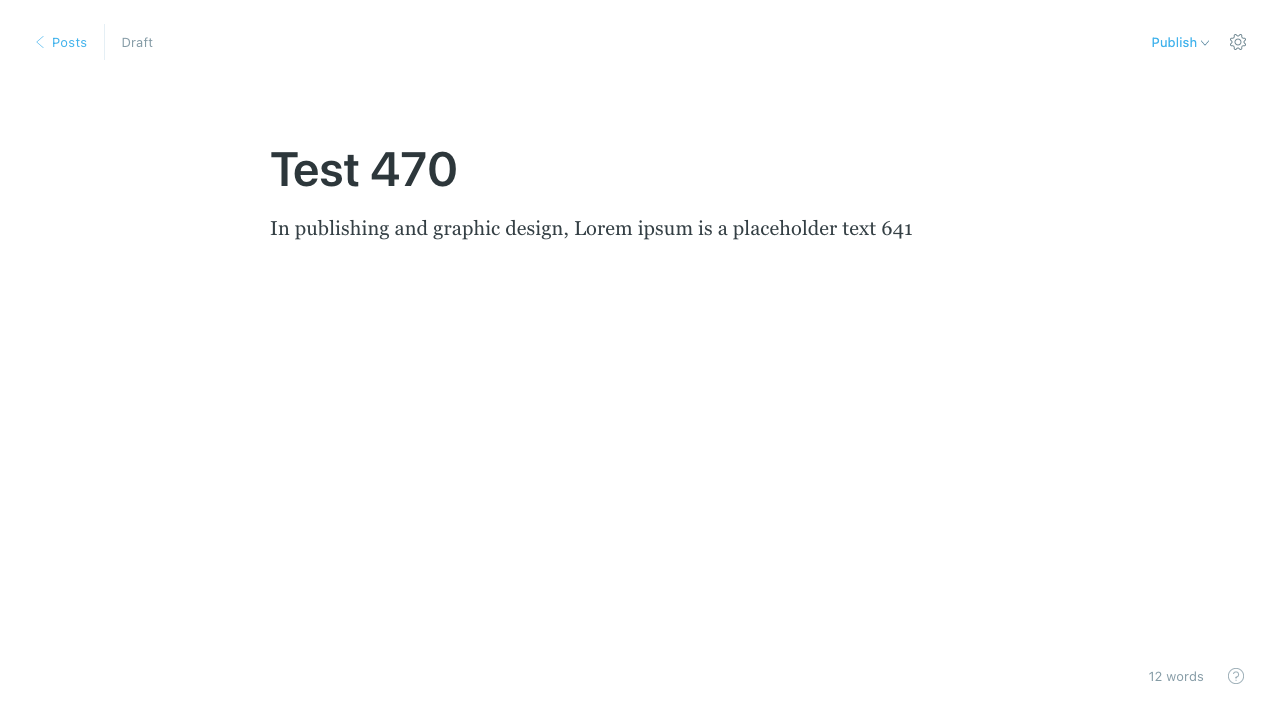 Posts
Draft
Publish
Test 470
In publishing and graphic design, Lorem ipsum is a placeholder text 641
12 words
?